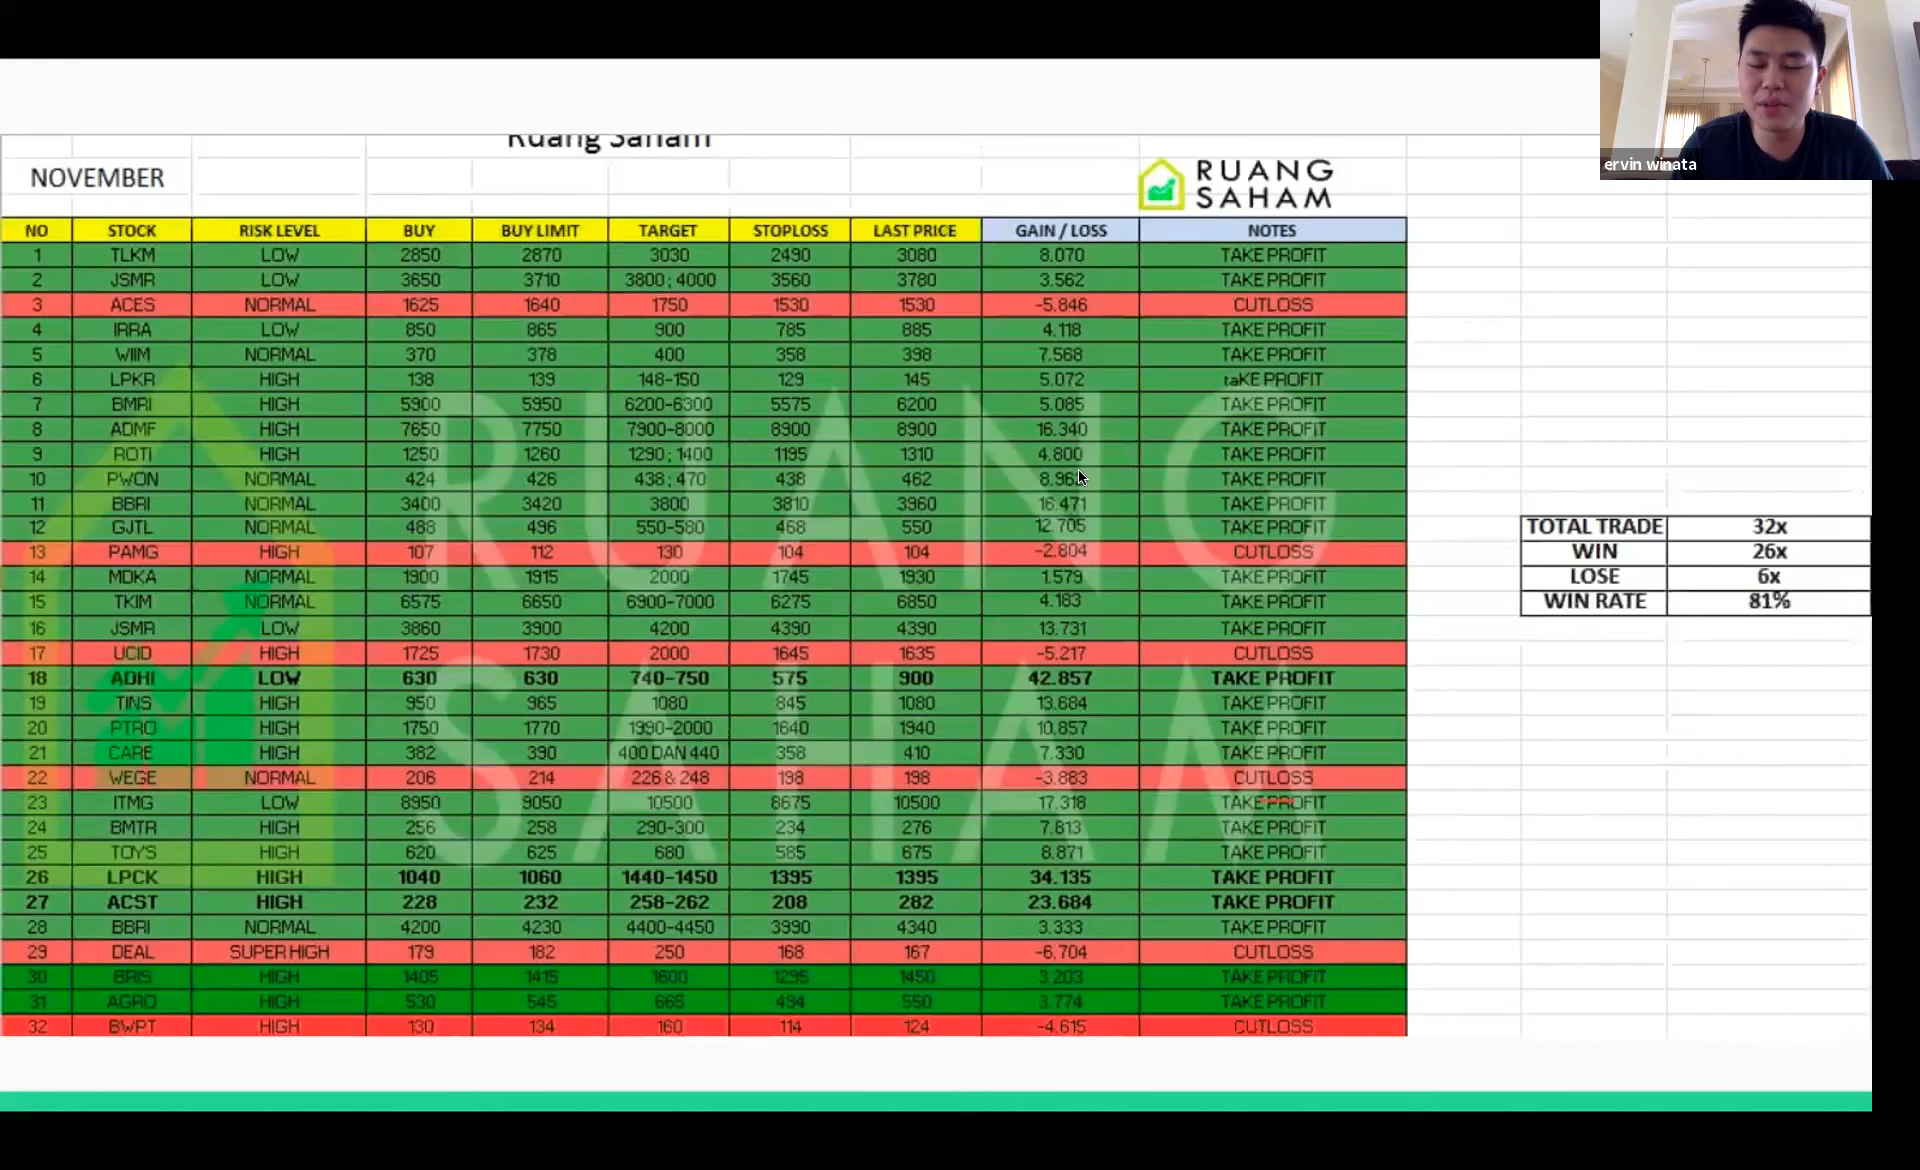 ervin winata
Ruang Saham
NOVEMBER
RUANG
SAHAM
NO STOCK RISK LEVEL BUY BUY LIMIT TARGET STOPLOSS LAST PRICE GAIN / LOSS NOTES
1 TLKM LOW 2850 2870 3030 2490 3080 8.070 TAKE PROFIT
2 JSMR LOW 3650 3710 3800 ; 4000 3560 3780 3.562 TAKE PROFIT
3 ACES NORMAL 1625 1640 1750 1530 1530 -5.846 CUTLOSS
4 IRRA LOW 850 865 900 785 885 4.118 TAKE PROFIT
5 WIIM NORMAL 370 378 400 358 398 7.568 TAKE PROFIT
6 LPKR HIGH 138 139 148-150 129 145 5.072 taKE PROFIT
7 BMRI HIGH 5900 5950 6200-6300 5575 6200 5.085 TAKE PROFIT
8 ADMF HIGH 7650 7750 7900-8000 8900 8900 16.340 TAKE PROFIT
9 ROTI HIGH 1250 1260 1290 ; 1400 1195 1310 4.800 TAKE PROFIT
10 PWON NORMAL 424 426 438 ; 470 438 462 TAKE PROFIT
11 BBRI NORMAL 3400 3420 3800 3810 3960 16.471 TAKE PROFIT
12 GJTL NORMAL 488 496 550-580 468 550 12.705 TAKE PROFIT
13 PAMG HIGH 107 112 130 104 104 -2.804 CUTLOSS
14 MDKA NORMAL 1900 1915 2000 1745 1930 1.579 TAKE PROFIT
15 TKIM NORMAL 6575 6650 6900-7000 6275 6850 4.183 TAKE PROFIT
16 JSMR LOW 3860 3900 4200 4390 4390 13.731 TAKE PROFIT
17 UCID HIGH 1725 1730 2000 1645 1635 -5.217 CUTLOSS
18 ADHI LOW 630 630 740-750 575 900 42.857 TAKE PROFIT
19 TINS HIGH 950 965 1080 845 1080 13.684 TAKE PROFIT
20 PTRO HIGH 1750 1770 1990-2000 1640 1940 10.857 TAKE PROFIT
21 CARE HIGH 382 390 400 DAN 440 358 410 7.330 TAKE PROFIT
22 WEGE NORMAL 206 214 226 & 248 198 198 -3.883 CUTLOSS
23 ITMG LOW 8950 9050 10500 8675 10500 17.318 TAKE PROFIT
24 BMTR HIGH 256 258 290-300 234 276 7.813 TAKE PROFIT
25 TOYS HIGH 620 625 680 585 675 8.871 TAKE PROFIT
26 LPCK HIGH 1040 1060 1440-1450 1395 1395 34.135 TAKE PROFIT
27 ACST HIGH 228 232 258-262 208 282 23.684 TAKE PROFIT
28 BBRI NORMAL 4200 4230 4400-4450 3990 4340 3.333 TAKE PROFIT
29 DEAL SUPER HIGH 179 182 250 168 167 -6.704 CUTLOSS
30 BRIS HIGH 1405 1415 1600 1295 1450 3.203 TAKE PROFIT
31 AGRO HIGH 530 545 665 494 550 3.774 TAKE PROFIT
32 BWPT HIGH 130 134 160 114 124 -4.615 CUTLOSS
TOTAL TRADE 32x
WIN 26x
LOSE 6x
WIN RATE 81%
RUANG
SAHAM